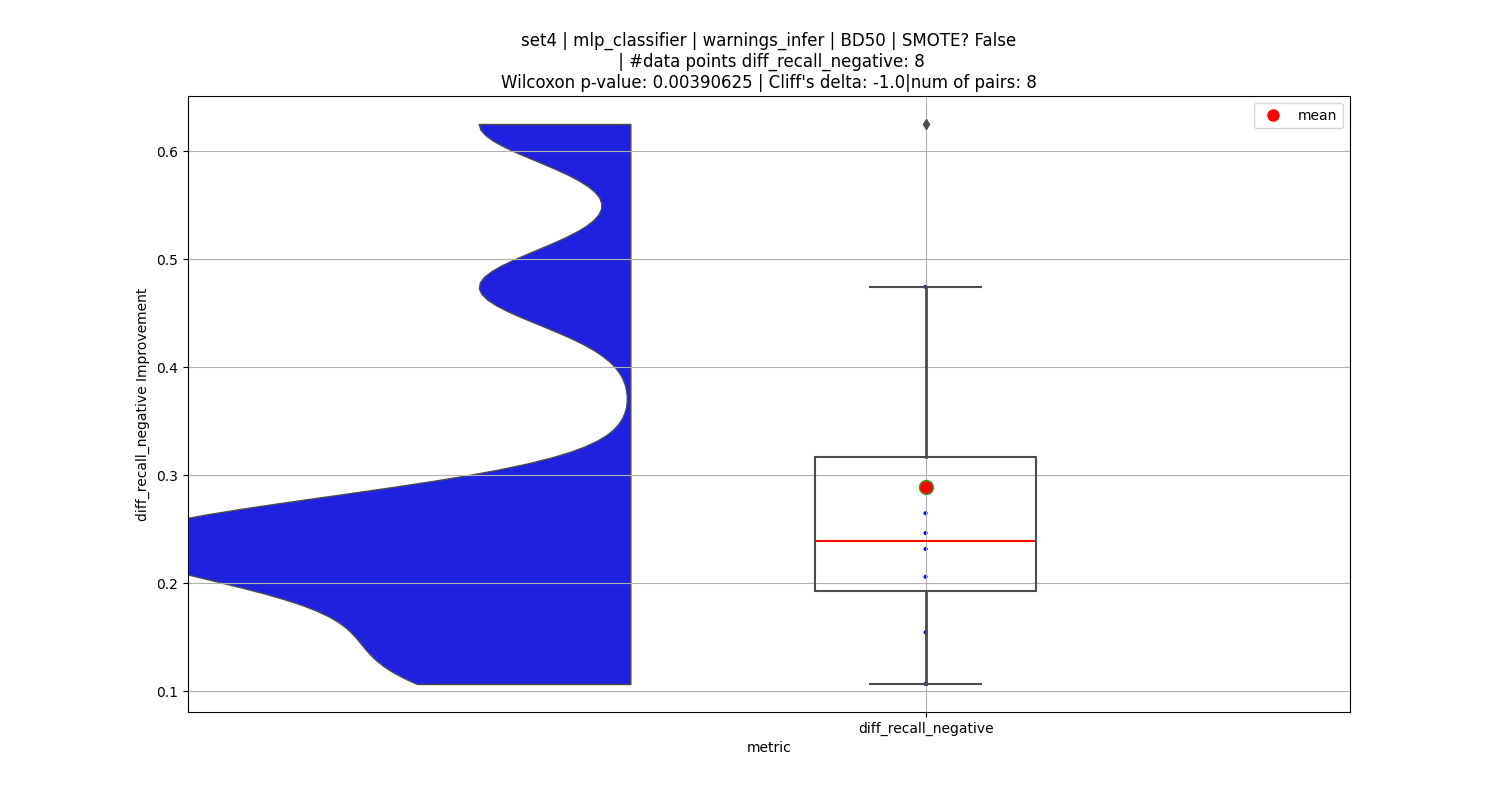 set4 | mlp_classifier | warnings_infer | BD50 | SMOTE? False
| #data points diff_recall_negative: 8
Wilcoxon p-value: 0.00390625 | Cliff's delta: -1.0|num of pairs: 8
mean
0.6
0.5
0.4
0.3
0.2
0.1
diff_recall_negative Improvement
diff_recall_negative
metric